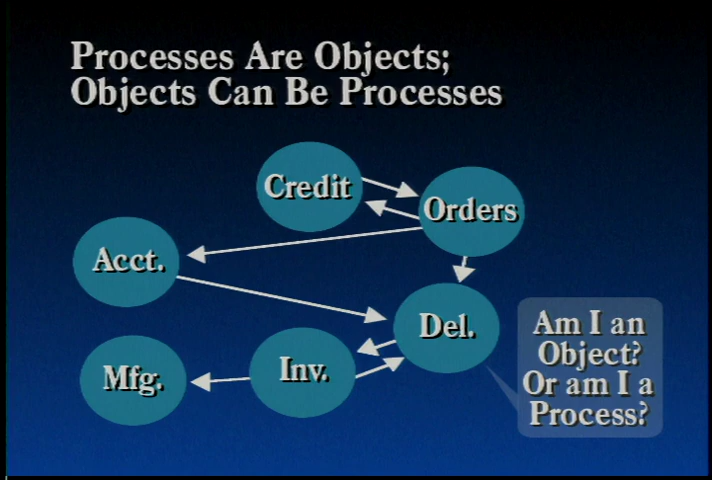 Processes Are Objects;
Objects Can Be Processes
Credit
Orders
Acct.
Del.
Am I an
Object?
Or am I a
Process?
Mfg.
Inv.